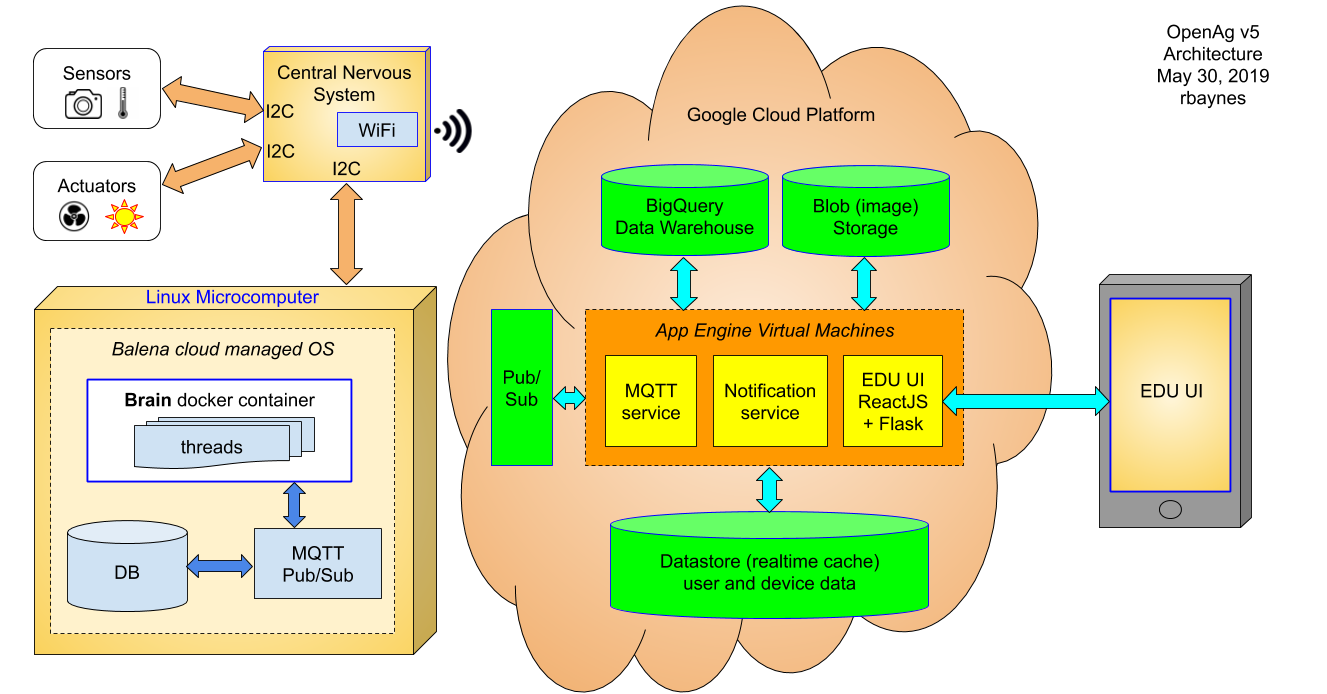 OpenAg v5
Architecture
May 30, 2019
rbaynes
Sensors
Actuators
Central Nervous
System
I2C
I2C
WiFi
I2C
Linux Microcomputer
Balena cloud managed OS
Brain docker container
threads
DB
MQTT
Pub/Sub
Google Cloud Platform
BigQuery
Data Warehouse
Blob (image)
Storage
Pub/
Sub
App Engine Virtual Machines
MQTT
service
Notification
service
EDU UI
ReactJS
+ Flask
Datastore (realtime cache)
user and device data
EDU UI